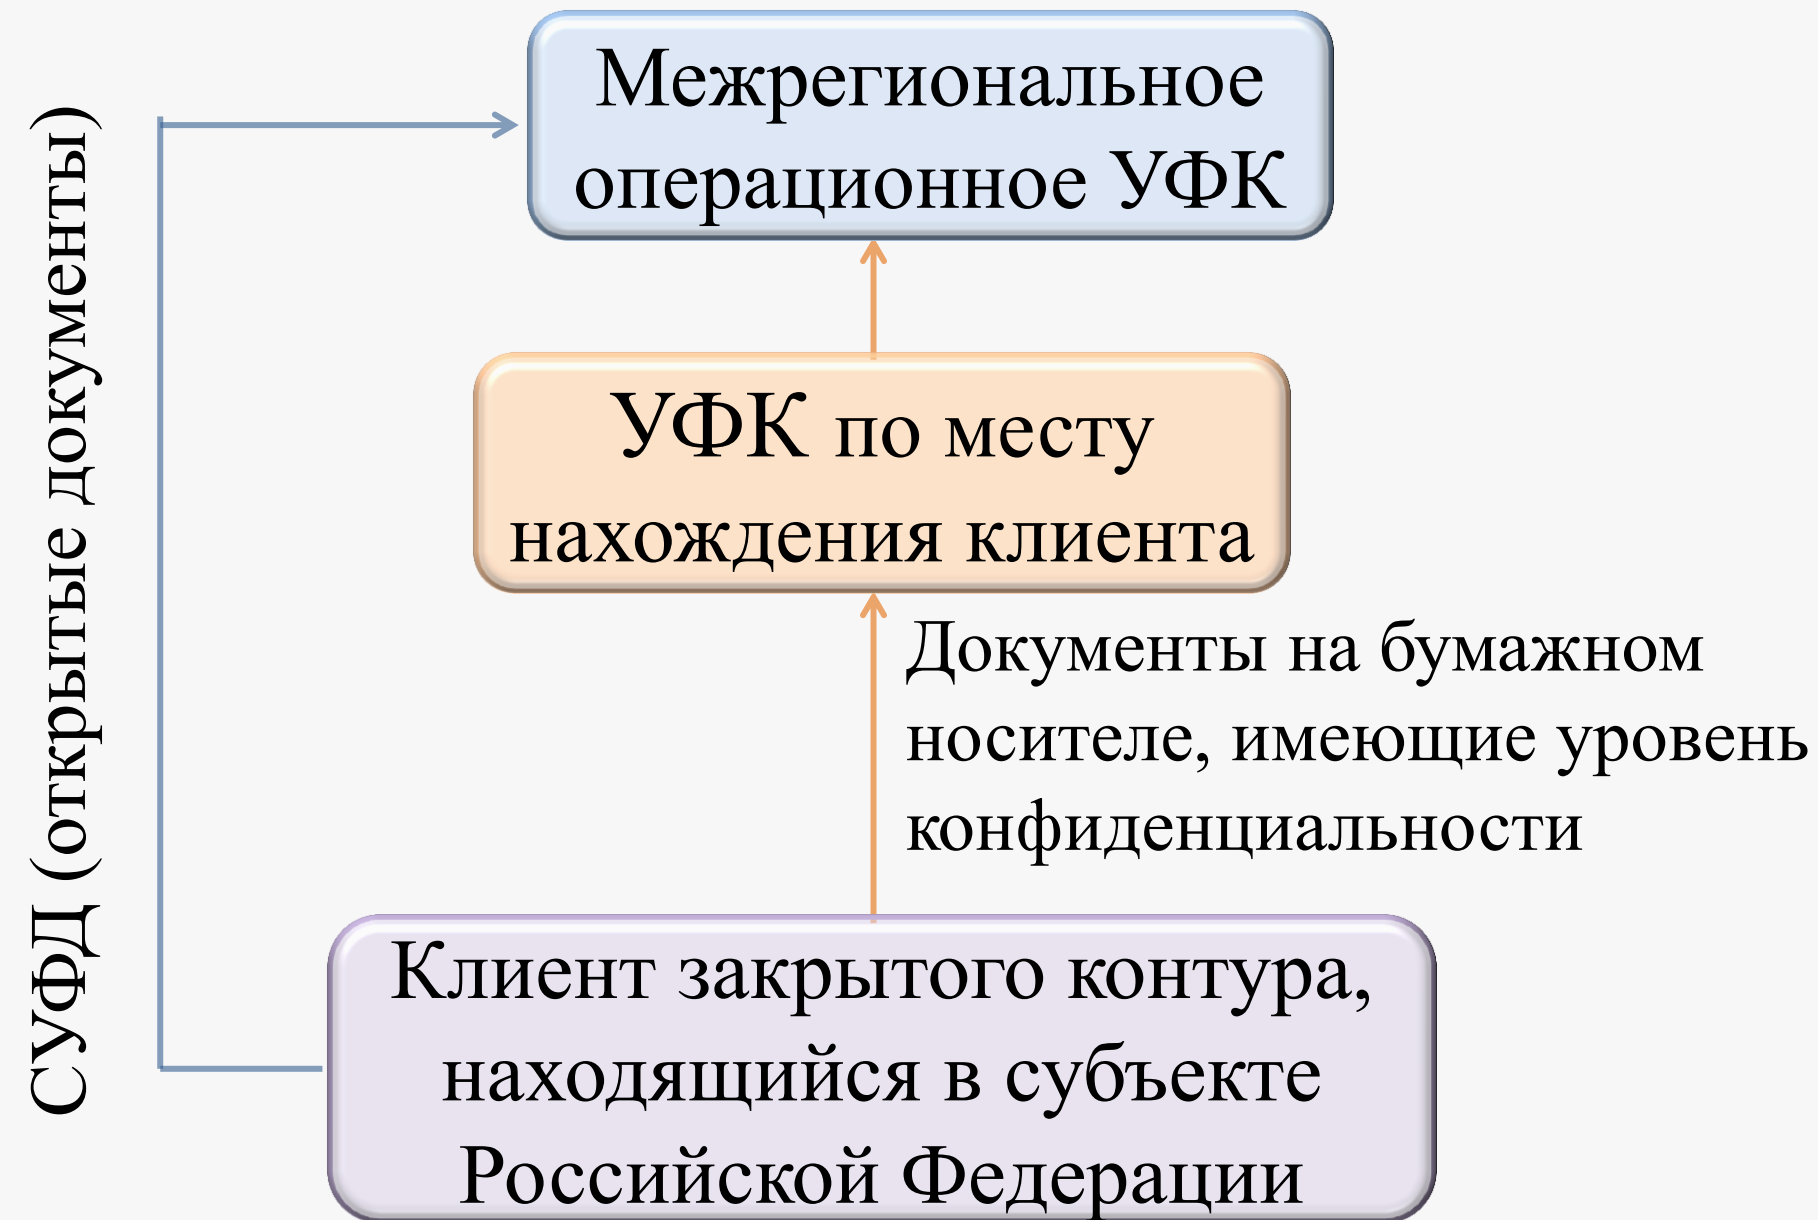 СУФД (открытые документы)
Межрегиональное
операционное УФК
УФК по месту
нахождения клиента
Документы на бумажном
носителе, имеющие уровень
конфиденциальности
Клиент закрытого контура,
находящийся в субъекте
Российской Федерации